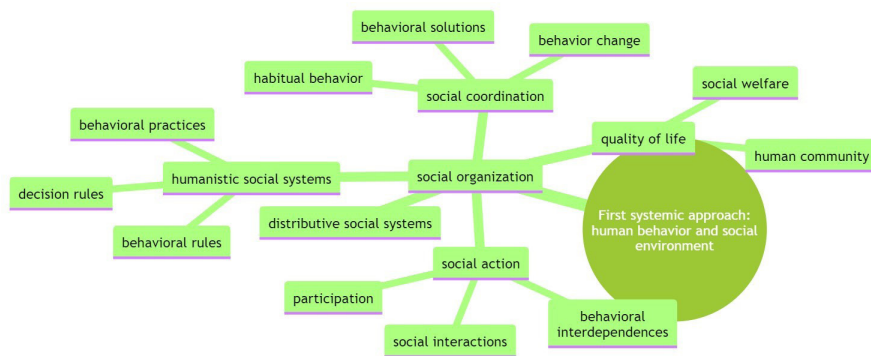 behavioral solutions
behavior change
habitual behavior
social coordination
social welfare
behavioral practices
quality of life
human community
decision rules
humanistic social systems
social organization
distributive social systems
First systemic approach:
human behavior and social
environment
behavioral rules
social action
participation
behavioral
interdependences
social interactions